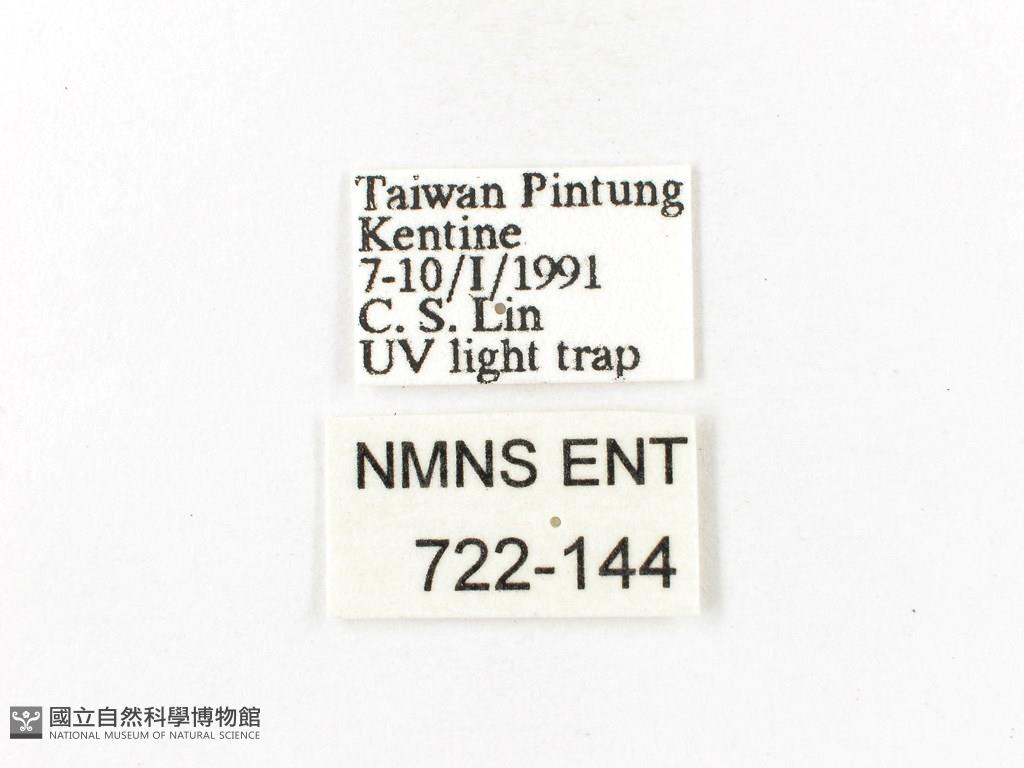 Taiwan Pintung
Kentine
7-10/I/1991
C. S. Lin
UV light trap
NMNS ENT
722-144
國立自然科學博物館
NATIONAL MUSEUM OF NATURAL SCIENCE